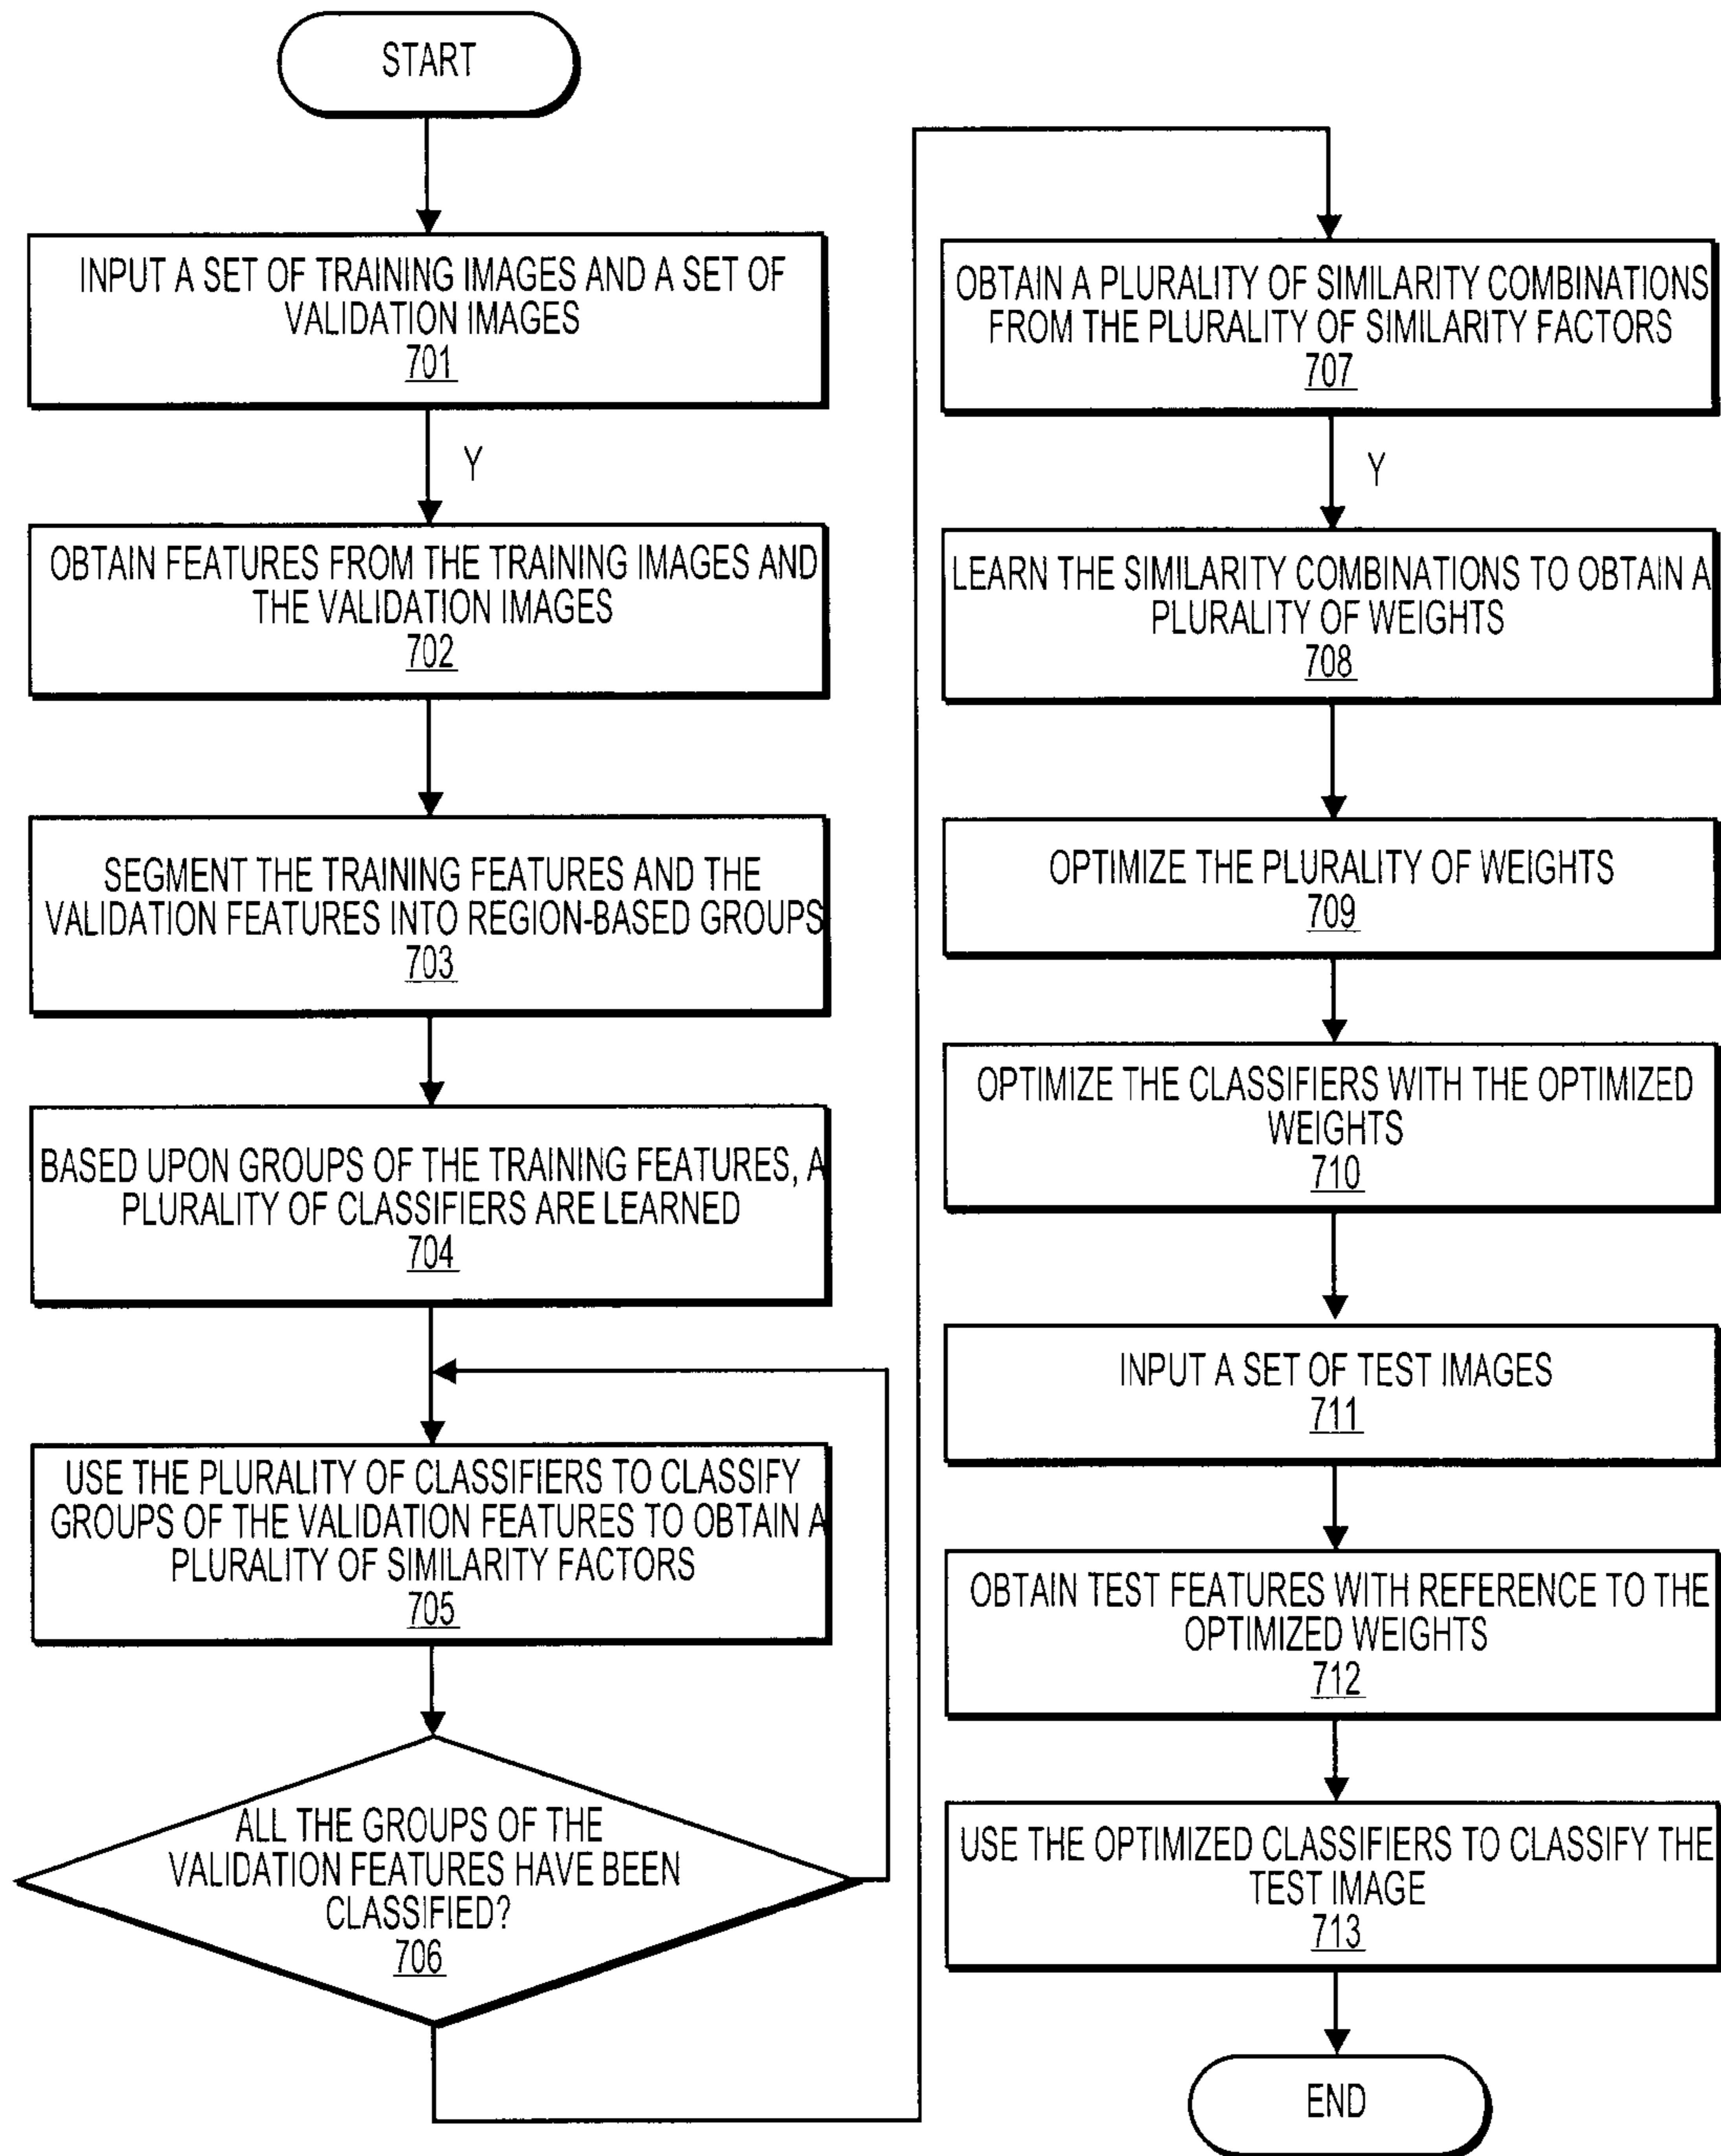 START
INPUT A SET OF TRAINING IMAGES AND A SET OF
VALIDATION IMAGES
701
Y
OBTAIN FEATURES FROM THE TRAINING IMAGES AND
THE VALIDATION IMAGES
702
SEGMENT THE TRAINING FEATURES AND THE
VALIDATION FEATURES INTO REGION-BASED GROUPS
703
BASED UPON GROUPS OF THE TRAINING FEATURES, A
PLURALITY OF CLASSIFIERS ARE LEARNED
704
USE THE PLURALITY OF CLASSIFIERS TO CLASSIFY
GROUPS OF THE VALIDATION FEATURES TO OBTAIN A
PLURALITY OF SIMILARITY FACTORS
705
ALL THE GROUPS OF THE
VALIDATION FEATURES HAVE BEEN
CLASSIFIED?
706
OBTAIN A PLURALITY OF SIMILARITY COMBINATIONS
FROM THE PLURALITY OF SIMILARITY FACTORS
707
Y
LEARN THE SIMILARITY COMBINATIONS TO OBTAIN A
PLURALITY OF WEIGHTS
708
OPTIMIZE THE PLURALITY OF WEIGHTS
709
OPTIMIZE THE CLASSIFIERS WITH THE OPTIMIZED
WEIGHTS
710
INPUT A SET OF TEST IMAGES
711
OBTAIN TEST FEATURES WITH REFERENCE TO THE
OPTIMIZED WEIGHTS
712
USE THE OPTIMIZED CLASSIFIERS TO CLASSIFY THE
TEST IMAGE
713
END